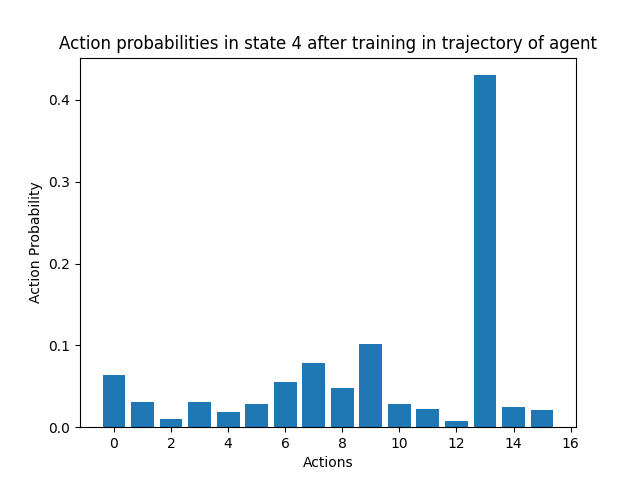 Action probabilities in state 4 after training in trajectory of agent
0.4
0.3
0.2
0.1
0.0
Action Probability
0 2 4 6 8 10 12 14 16
Actions